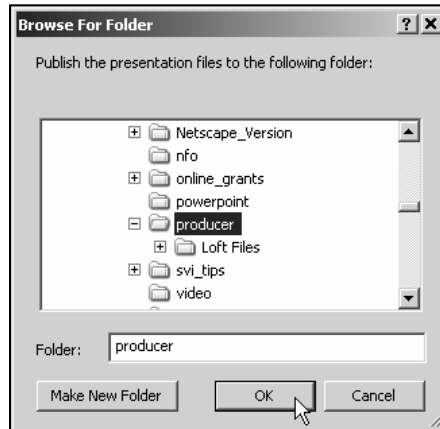 Browse For Folder
Publish the presentation files to the following folder:
Netscape_Version
nfo
online_grants
powerpoint
producer
Loft Files
svi_tips
video
Folder: producer
Make New Folder OK Cancel